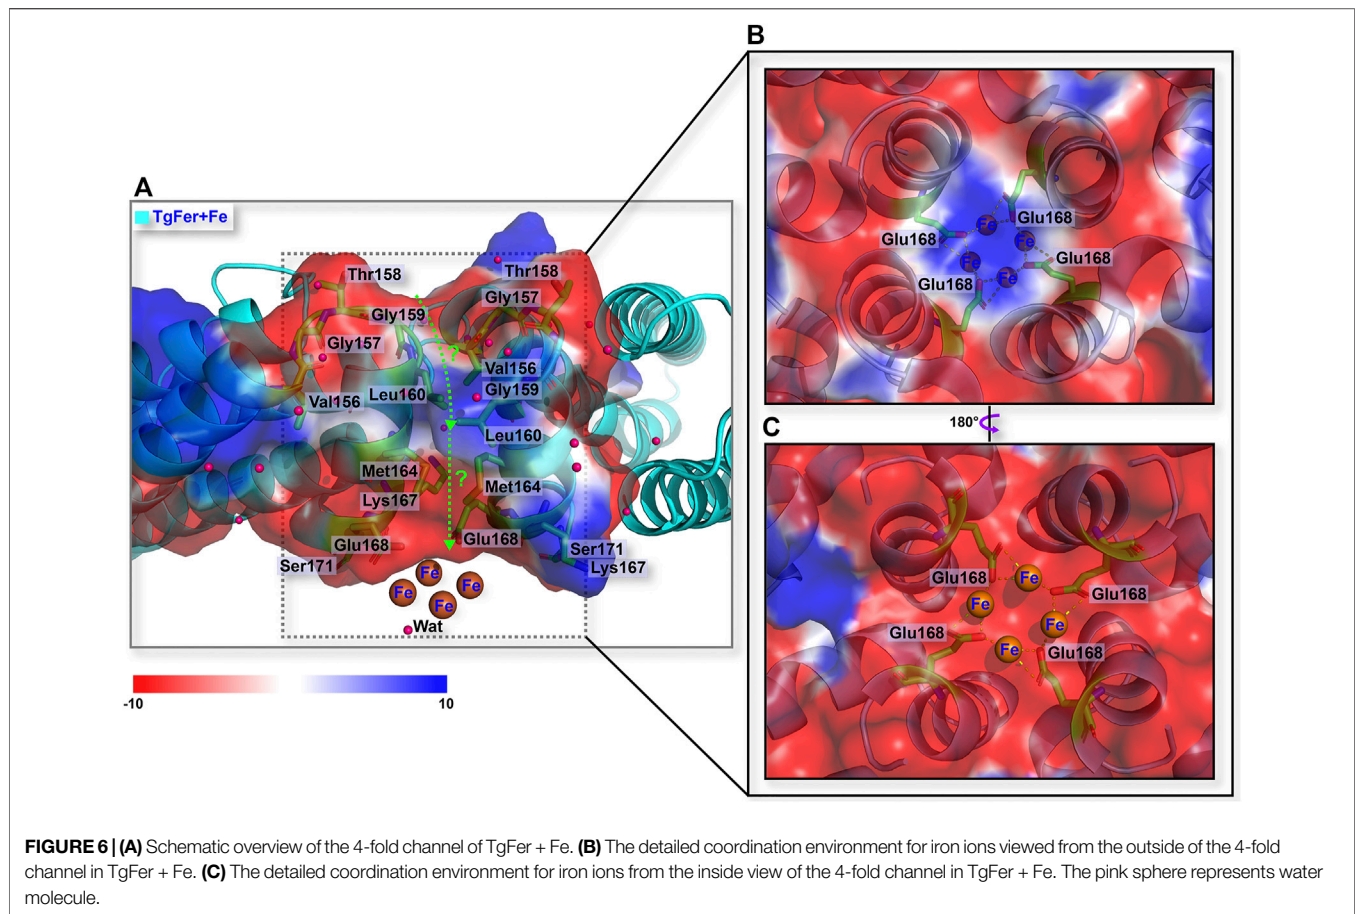 A
TgFer+Fe
Thr158
Thr158
Gly157
Gly159
?
Gly157
Val156
Gly159
Leu160
Val156
Leu160
Met164
?
Met164
Lys167
Glu168
Glu168
Ser171
Ser171
Lys167
Fe
Fe
Fe
Fe
Wat
-10
10
B
Fe
Glu168
Glu168
Fe
Glu168
Fe
Glu168
Fe
180°
C
Glu168
Fe
Glu168
Fe
Glu168
Fe
Fe
Glu168
FIGURE 6 | (A) Schematic overview of the 4-fold channel of TgFer + Fe. (B) The detailed coordination environment for iron ions viewed from the outside of the 4-fold
channel in TgFer + Fe. (C) The detailed coordination environment for iron ions from the inside view of the 4-fold channel in TgFer + Fe. The pink sphere represents water
molecule.